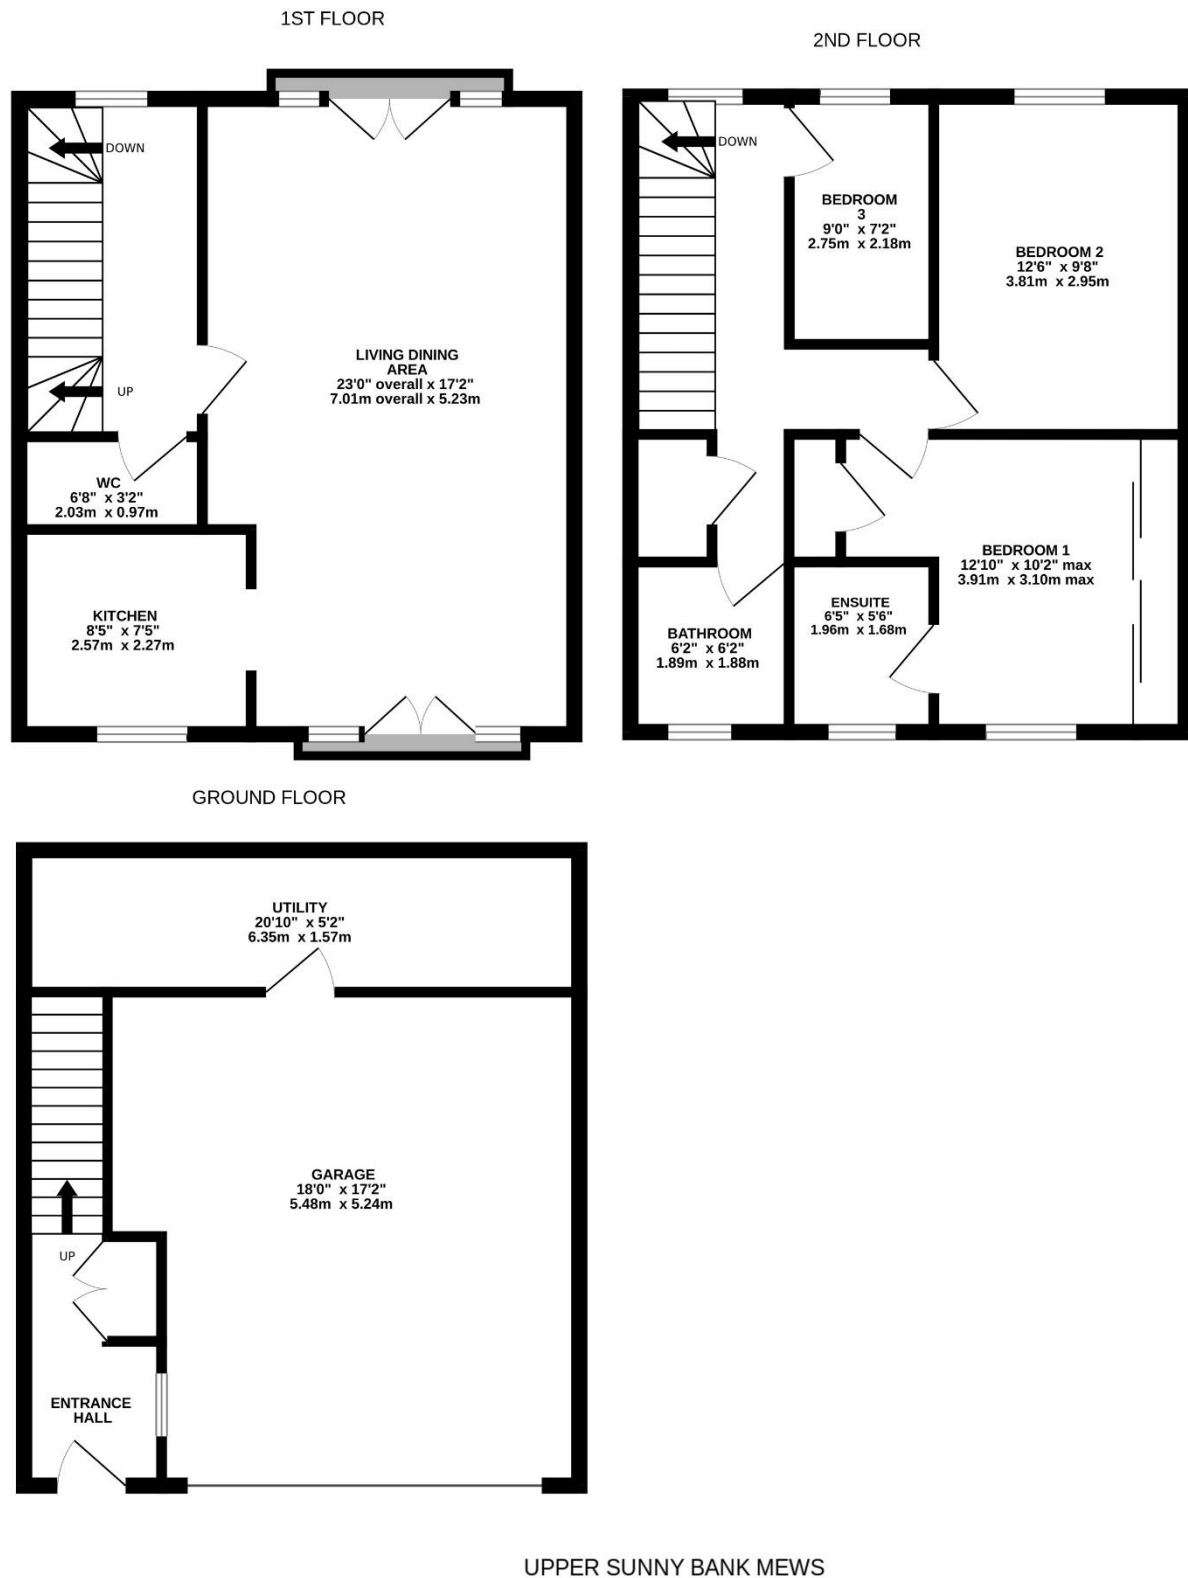 1ST FLOOR
DOWN
UP
LIVING DINING
AREA
23'0" overall x 17'2"
7.01m overall x 5.23m
WC
6'8" x 3'2"
2.03m x 0.97m
KITCHEN
8'5" x 7'5"
2.57m x 2.27m
2ND FLOOR
DOWN
BEDROOM
3
9'0" x 7'2"
2.75m x 2.18m
BEDROOM 2
12'6" x 9'8"
3.81m x 2.95m
BEDROOM 1
12'10" x 10'2" max
3.91m x 3.10m max
ENSUITE
6'5" x 5'6"
1.96m x 1.68m
BATHROOM
6'2" x 6'2"
1.89m x 1.88m
GROUND FLOOR
UTILITY
20'10" x 5'2"
6.35m x 1.57m
GARAGE
18'0" x 17'2"
5.48m x 5.24m
UP
ENTRANCE
HALL
UPPER SUNNY BANK MEWS